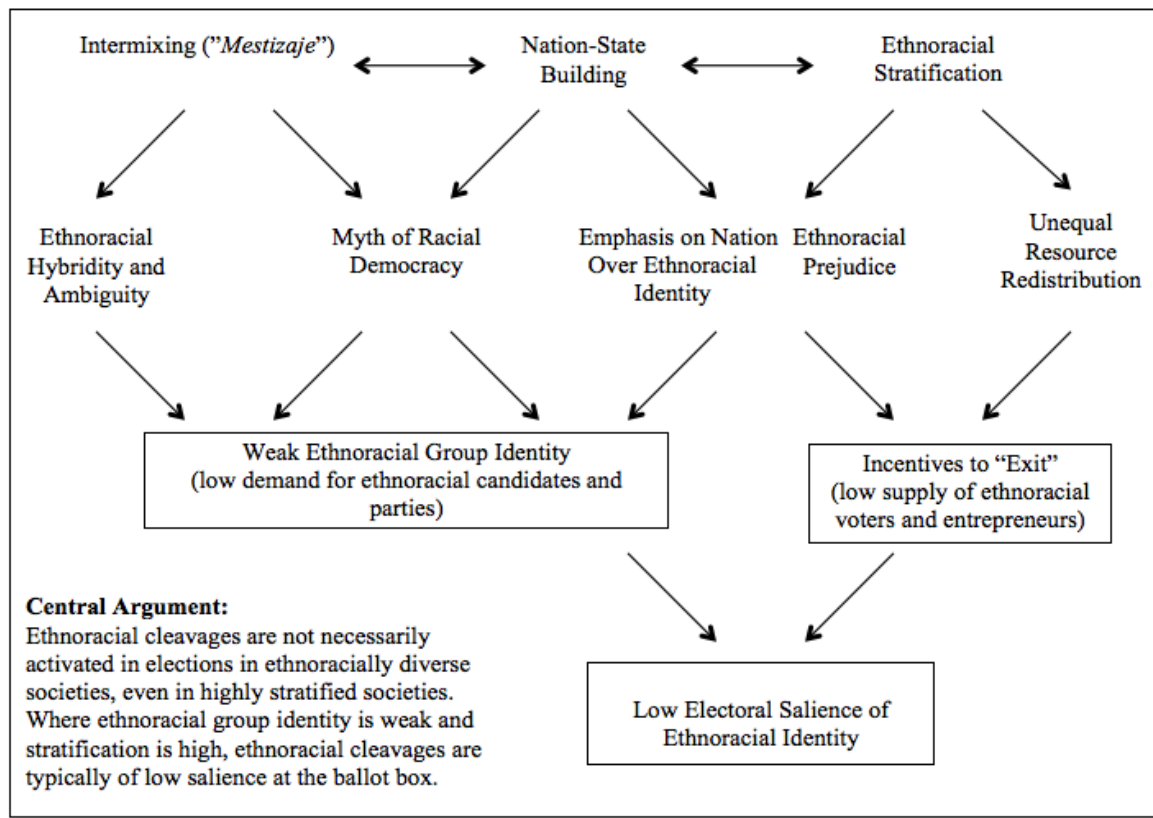 Intermixing (”Mestizaje”)
Nation-State
Building
Ethnoracial
Stratification
Ethnoracial
Hybridity and
Ambiguity
Myth of Racial
Democracy
Emphasis on Nation
Over Ethnoracial
Identity
Ethnoracial
Prejudice
Unequal
Resource
Redistribution
Weak Ethnoracial Group Identity
(low demand for ethnoracial candidates and
parties)
Incentives to “Exit”
(low supply of ethnoracial
voters and entrepreneurs)
Central Argument:
Ethnoracial cleavages are not necessarily
activated in elections in ethnoracially diverse
societies, even in highly stratified societies.
Where ethnoracial group identity is weak and
stratification is high, ethnoracial cleavages are
typically of low salience at the ballot box.
Low Electoral Salience of
Ethnoracial Identity